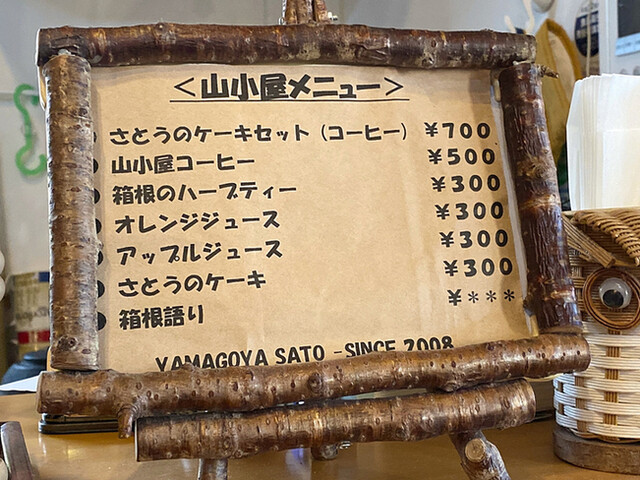 ＜山小屋メニュー＞
● さとうのケーキセット（コーヒー） ￥700
● 山小屋コーヒー ￥500
● 箱根のハーブティー ￥300
● オレンジジュース ￥300
● アップルジュース ￥300
● さとうのケーキ ￥300
● 箱根語り ￥＊＊＊
YAMAGOYA SATO －SINCE 2008